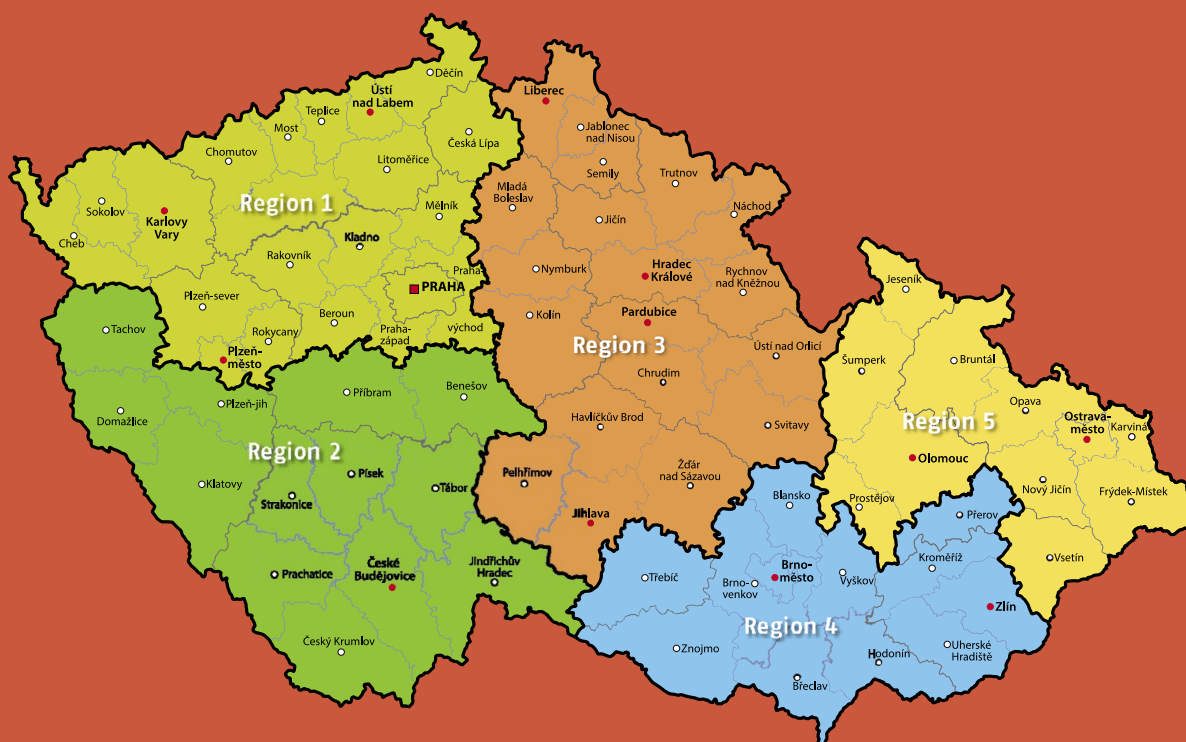 Děčín
Ústí
nad Labem
Teplice
Most
Chomutov
Česká Lípa
Litoměřice
Region 1
Sokolov
Karlovy
Vary
Cheb
Mělník
Kladno
Rakovník
Praha-
PRAHA
Plzeň-sever
Beroun
východ
Praha-
západ
Rokycany
Plzeň-
město
Liberec
Jablonec
nad Nisou
Semily
Trutnov
Mladá
Boleslav
Jičín
Náchod
Nymburk
Hradec
Králové
Rychnov
nad Kněžnou
Kolín
Pardubice
Region 3
Ústí nad Orlicí
Chrudim
Havlíčkův Brod
Svitavy
Pelhřimov
Žďár
nad Sázavou
Jihlava
Tachov
Příbram
Benešov
Plzeň-jih
Domažlice
Region 2
Klatovy
Písek
Strakonice
Tábor
Prachatice
České
Budějovice
Jindřichův
Hradec
Český Krumlov
Jeseník
Šumperk
Bruntál
Opava
Ostrava-
město
Karviná
Region 5
Olomouc
Prostějov
Nový Jičín
Frýdek-Místek
Vsetín
Blansko
Přerov
Kroměříž
Třebíč
Brno-
venkov
Brno-
město
Vyškov
Zlín
Region 4
Znojmo
Hodonín
Uherské
Hradiště
Břeclav